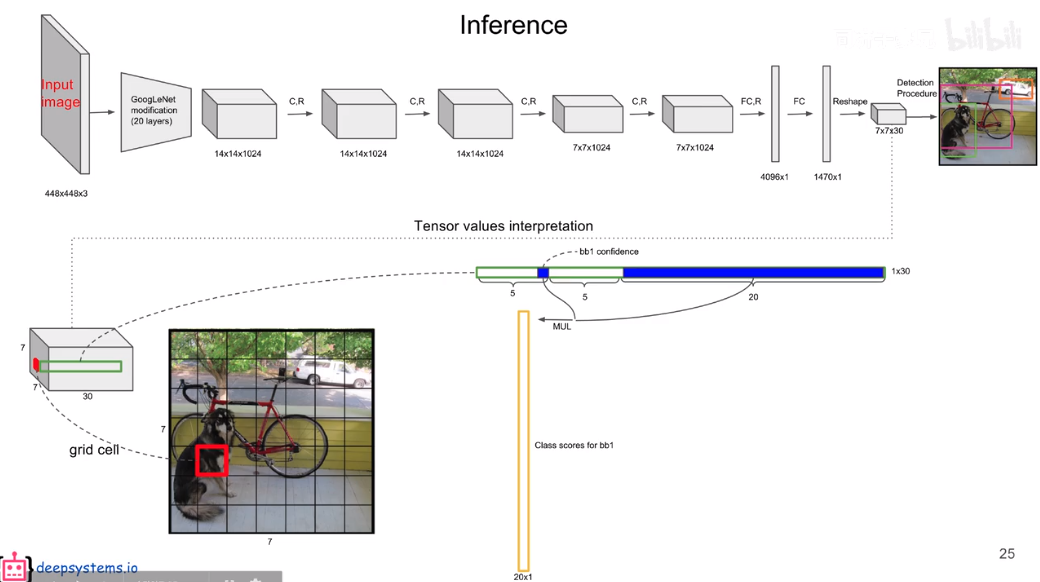 Inference
bilibili
Input
image
GoogLeNet
modification
(20 layers)
C,R
C,R
C,R
C,R
FC,R
FC
Reshape
Detection
Procedure
448x448x3
14x14x1024
14x14x1024
14x14x1024
7x7x1024
7x7x1024
4096x1
1470x1
7x7x30
Tensor values interpretation
bb1 confidence
1x30
5
5
20
MUL
7
7
30
grid cell
7
7
Class scores for bb1
20x1
25
deepsystems.io